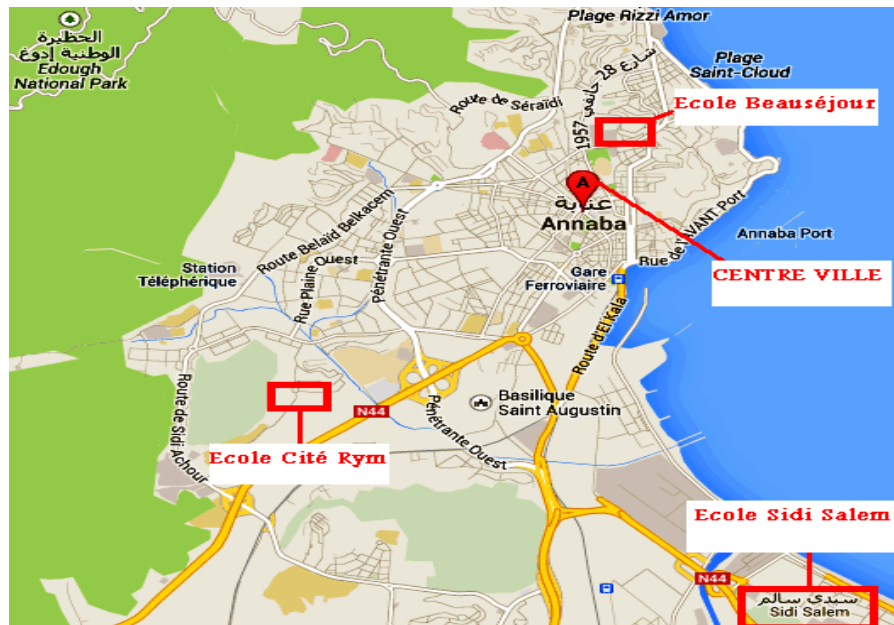 Plage Rizzi Amor
الحظيرة
الوطنية إدوغ
Edough
National Park
شارع 28 جانفي 1957
Plage
Saint-Cloud
Route de Séraïdi
Ecole Beauséjour
A
عنابة
Annaba
Route Belaïd Belkacem
Pénétrante Ouest
Rue Plaine Ouest
Station
Téléphérique
Rue de l'AVANT Port
Annaba Port
Gare
Ferroviaire
CENTRE VILLE
Route d'El Kala
Route de Sidi Achour
N44
Basilique
Saint Augustin
Pénétrante Ouest
Ecole Cité Rym
Ecole Sidi Salem
N44
سيدي سالم
Sidi Salem